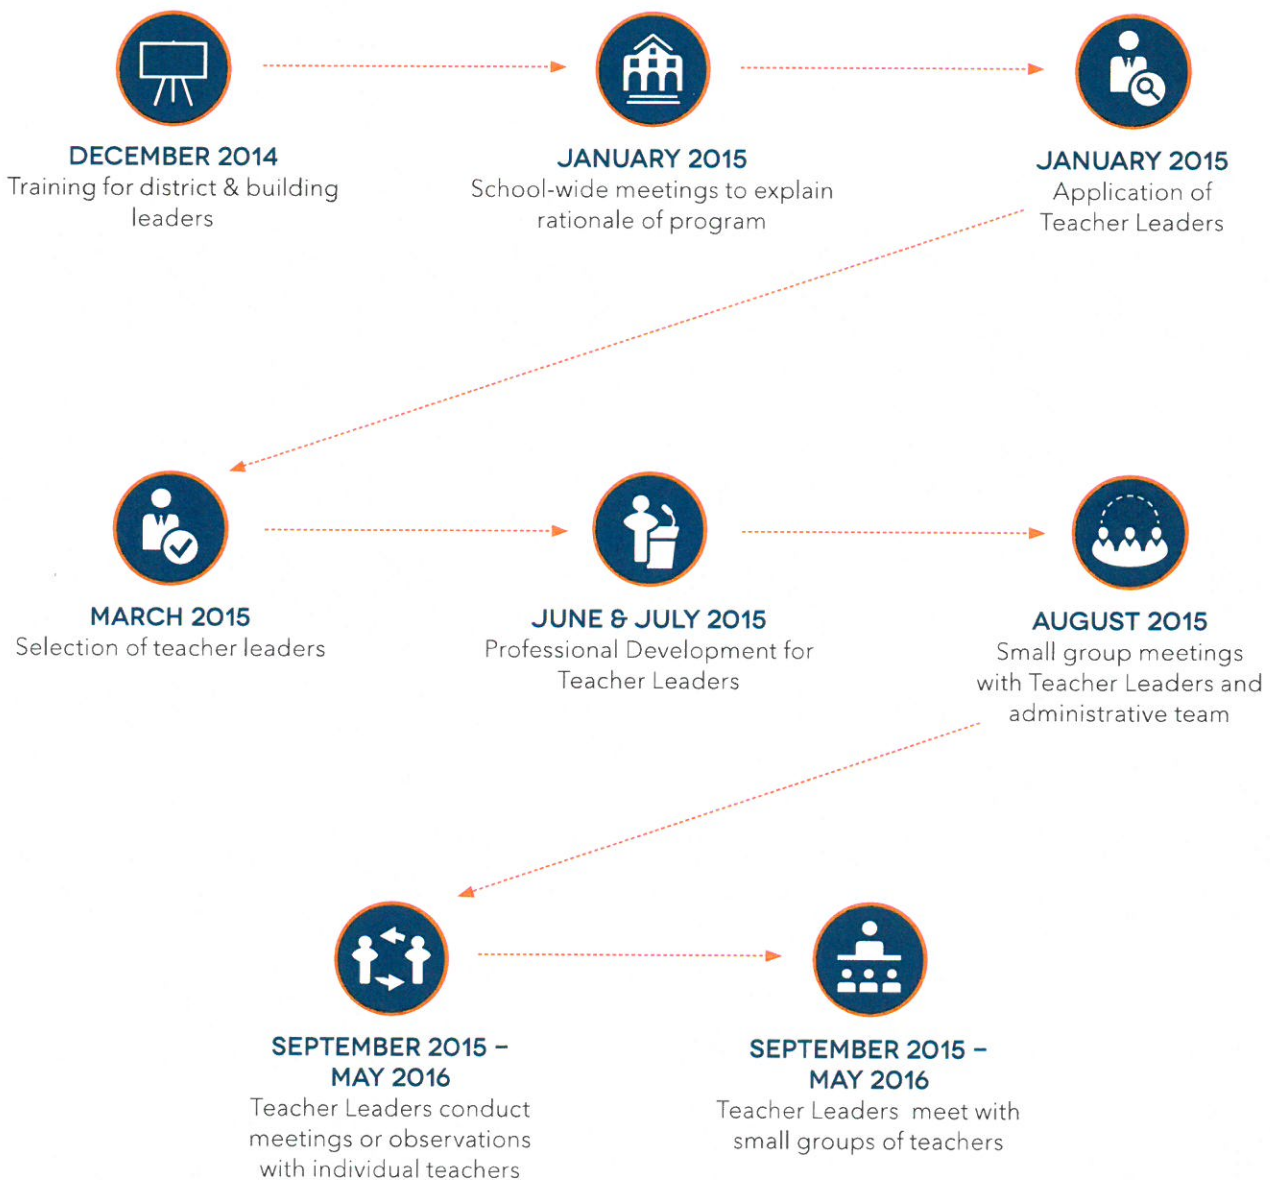 DECEMBER 2014
Training for district & building
leaders
JANUARY 2015
School-wide meetings to explain
rationale of program
JANUARY 2015
Application of
Teacher Leaders
MARCH 2015
Selection of teacher leaders
JUNE & JULY 2015
Professional Development for
Teacher Leaders
AUGUST 2015
Small group meetings
with Teacher Leaders and
administrative team
SEPTEMBER 2015 –
MAY 2016
Teacher Leaders conduct
meetings or observations
with individual teachers
SEPTEMBER 2015 –
MAY 2016
Teacher Leaders meet with
small groups of teachers